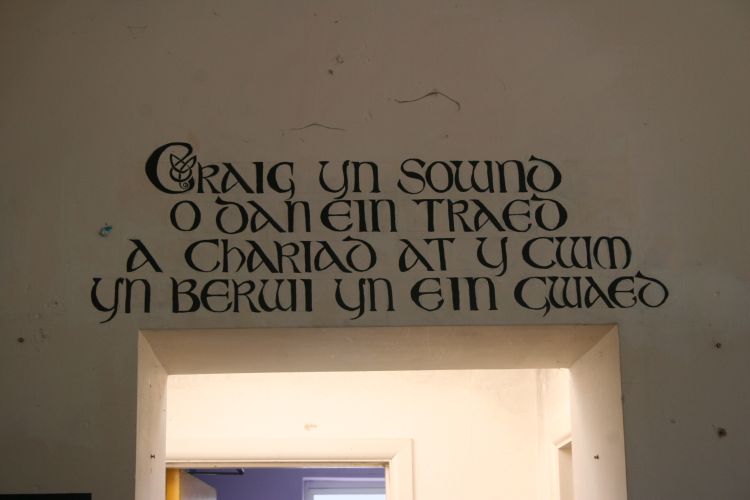 Craig yn sownd
o dan ein traed
a chariad at y cwm
yn berwi yn ein gwaed